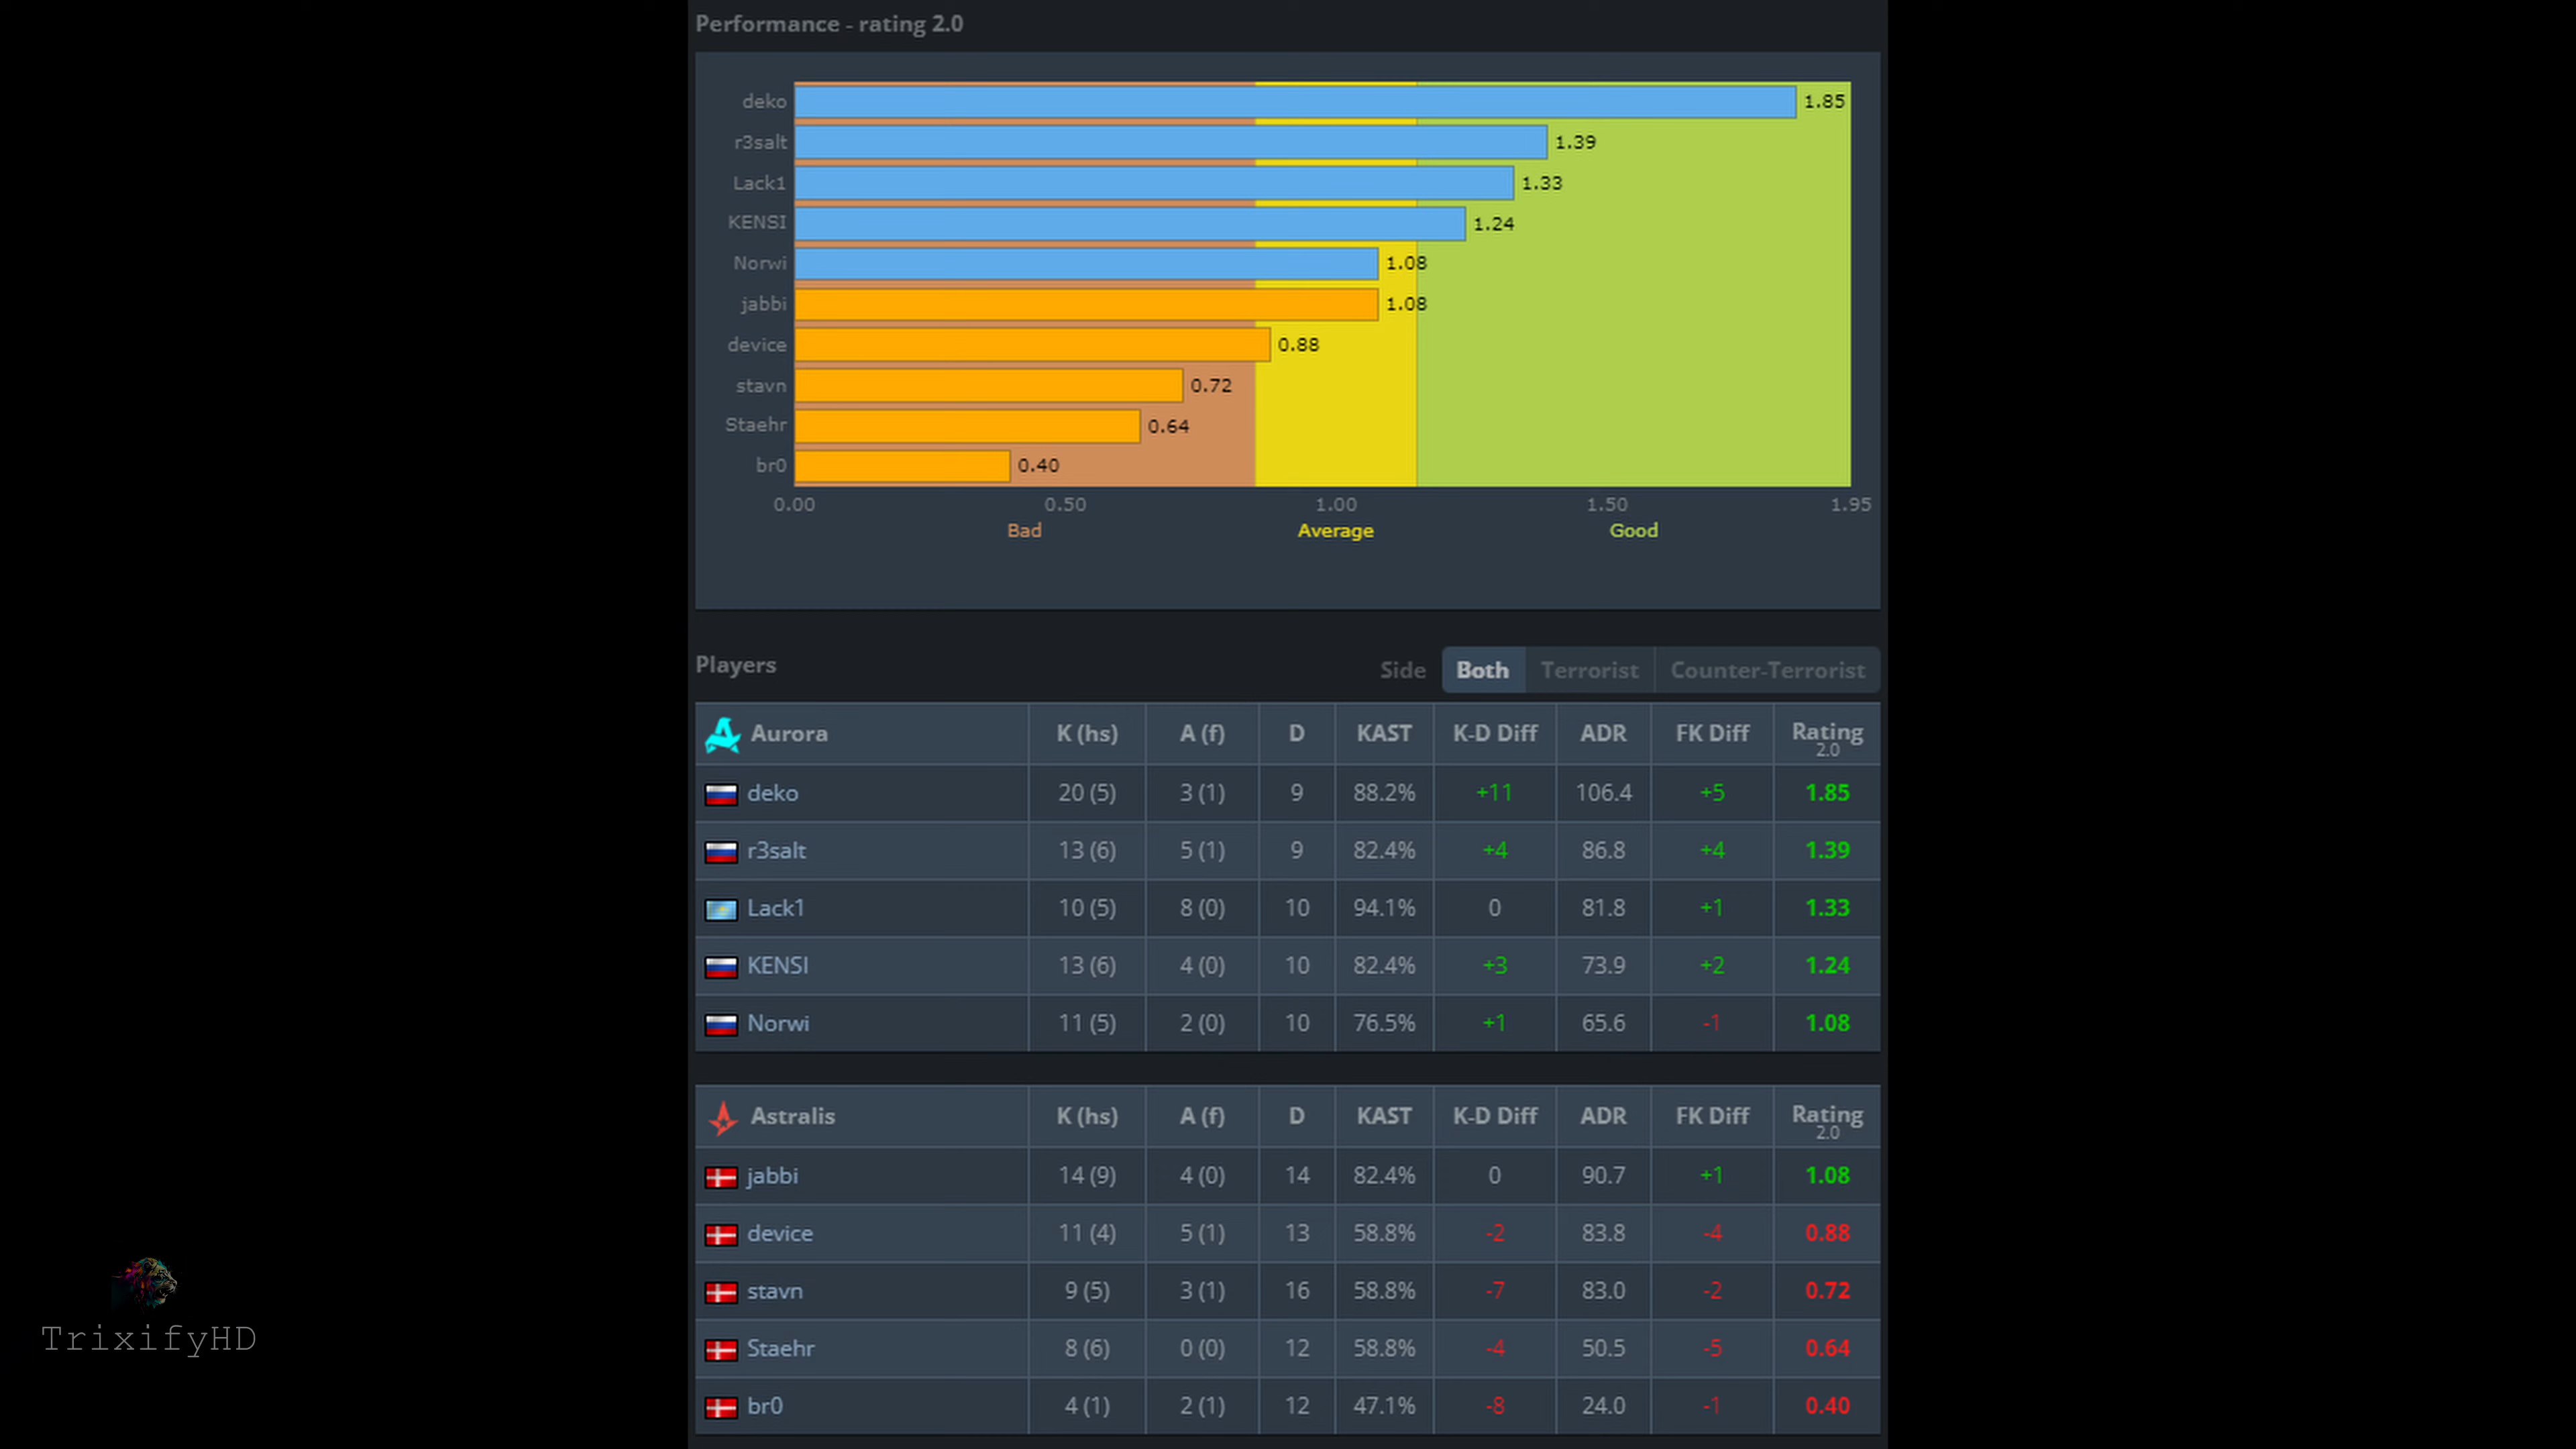 Performance - rating 2.0
deko 1.85
r3salt 1.39
Lack1 1.33
KENSI 1.24
Norwi 1.08
jabbi 1.08
device 0.88
stavn 0.72
Staehr 0.64
br0 0.40
0.00 0.50 1.00 1.50 1.95
Bad Average Good
Players Side Both Terrorist Counter-Terrorist
Aurora K (hs) A (f) D KAST K-D Diff ADR FK Diff Rating 2.0
deko 20 (5) 3 (1) 9 88.2% +11 106.4 +5 1.85
r3salt 13 (6) 5 (1) 9 82.4% +4 86.8 +4 1.39
Lack1 10 (5) 8 (0) 10 94.1% 0 81.8 +1 1.33
KENSI 13 (6) 4 (0) 10 82.4% +3 73.9 +2 1.24
Norwi 11 (5) 2 (0) 10 76.5% +1 65.6 -1 1.08
Astralis K (hs) A (f) D KAST K-D Diff ADR FK Diff Rating 2.0
jabbi 14 (9) 4 (0) 14 82.4% 0 90.7 +1 1.08
device 11 (4) 5 (1) 13 58.8% -2 83.8 -4 0.88
stavn 9 (5) 3 (1) 16 58.8% -7 83.0 -2 0.72
Staehr 8 (6) 0 (0) 12 58.8% -4 50.5 -5 0.64
br0 4 (1) 2 (1) 12 47.1% -8 24.0 -1 0.40
TrixifyHD